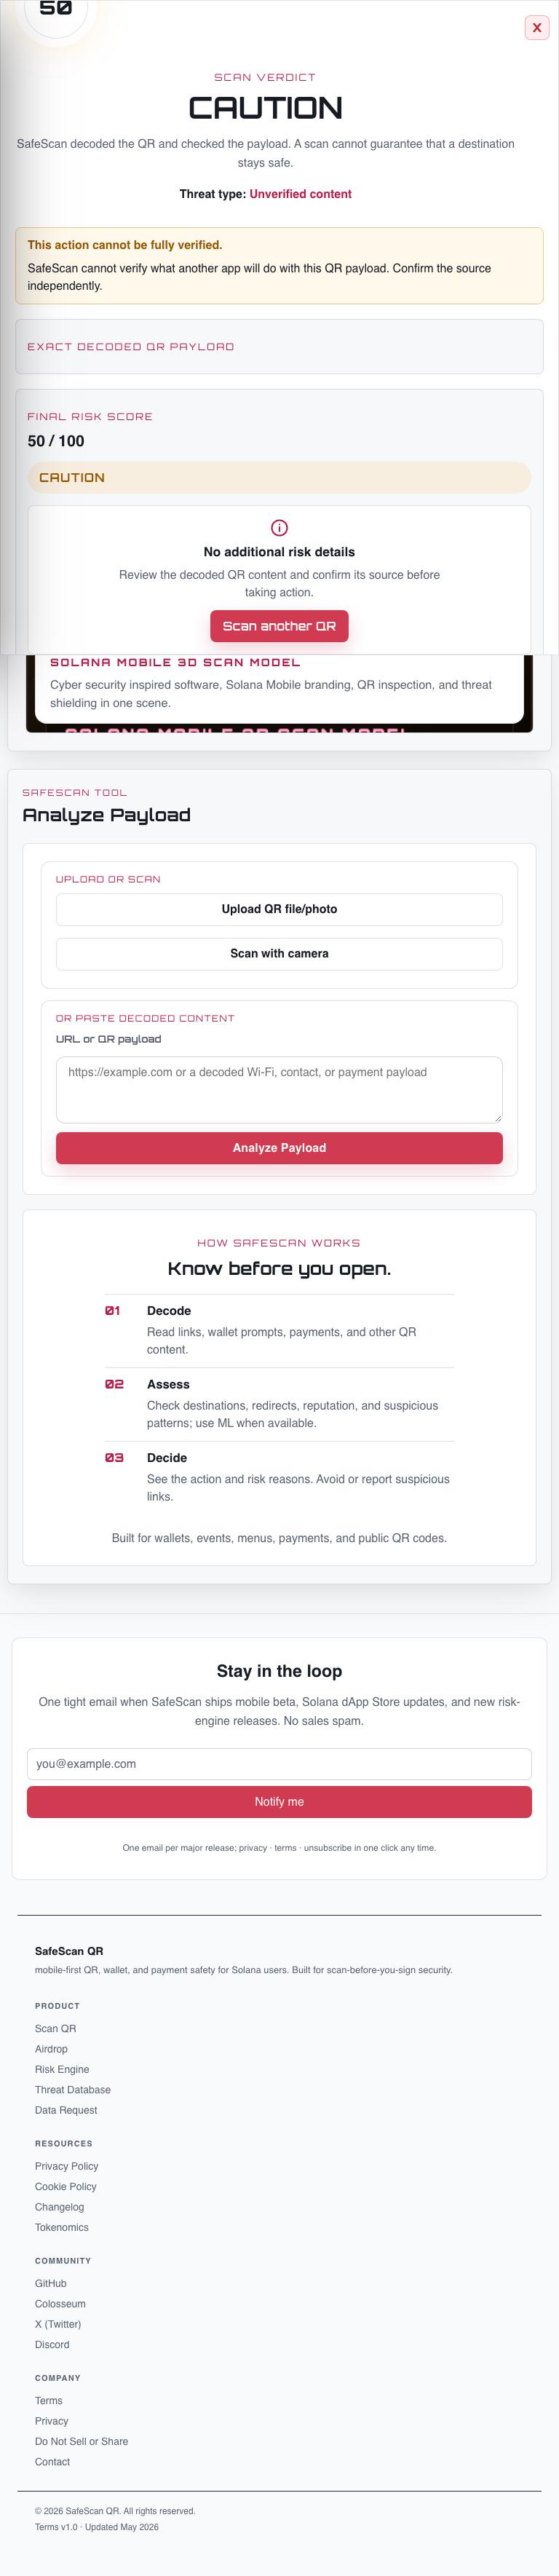 50
X
SCAN VERDICT
CAUTION
SafeScan decoded the QR and checked the payload. A scan cannot guarantee that a destination
stays safe.
Threat type: Unverified content
This action cannot be fully verified.
SafeScan cannot verify what another app will do with this QR payload. Confirm the source
independently.
EXACT DECODED QR PAYLOAD
FINAL RISK SCORE
50 / 100
CAUTION
No additional risk details
Review the decoded QR content and confirm its source before
taking action.
Scan another QR
SOLANA MOBILE 3D SCAN MODEL
Cyber security inspired software, Solana Mobile branding, QR inspection, and threat
shielding in one scene.
SOLANA MOBILE 3D SCAN MODEL
SAFESCAN TOOL
Analyze Payload
UPLOAD OR SCAN
Upload QR file/photo
Scan with camera
OR PASTE DECODED CONTENT
URL or QR payload
https://example.com or a decoded Wi-Fi, contact, or payment payload
Analyze Payload
HOW SAFESCAN WORKS
Know before you open.
01 Decode
Read links, wallet prompts, payments, and other QR
content.
02 Assess
Check destinations, redirects, reputation, and suspicious
patterns; use ML when available.
03 Decide
See the action and risk reasons. Avoid or report suspicious
links.
Built for wallets, events, menus, payments, and public QR codes.
Stay in the loop
One tight email when SafeScan ships mobile beta, Solana dApp Store updates, and new risk-
engine releases. No sales spam.
you@example.com
Notify me
One email per major release; privacy · terms · unsubscribe in one click any time.
SafeScan QR
mobile-first QR, wallet, and payment safety for Solana users. Built for scan-before-you-sign security.
PRODUCT
Scan QR
Airdrop
Risk Engine
Threat Database
Data Request
RESOURCES
Privacy Policy
Cookie Policy
Changelog
Tokenomics
COMMUNITY
GitHub
Colosseum
X (Twitter)
Discord
COMPANY
Terms
Privacy
Do Not Sell or Share
Contact
© 2026 SafeScan QR. All rights reserved.
Terms v1.0 · Updated May 2026